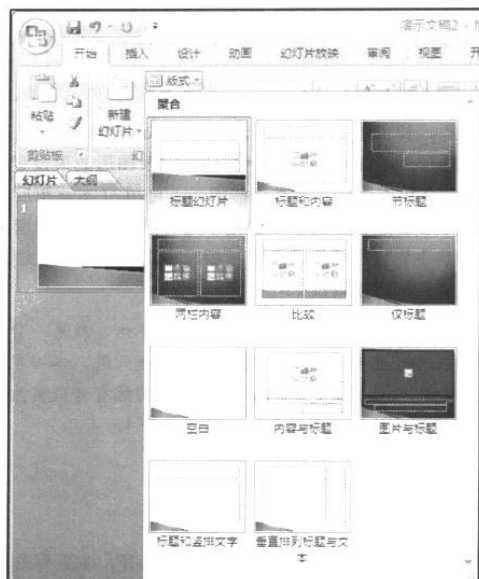 演示文稿2 -
开始 插入 设计 动画 幻灯片放映 审阅 视图 开
版式
粘贴 新建
幻灯片
剪贴板 幻
幻灯片 大纲
聚合
标题幻灯片 标题和内容 节标题
1
两栏内容 比较 仅标题
空白 内容与标题 图片与标题
标题和竖排文字 垂直排列标题与文
本